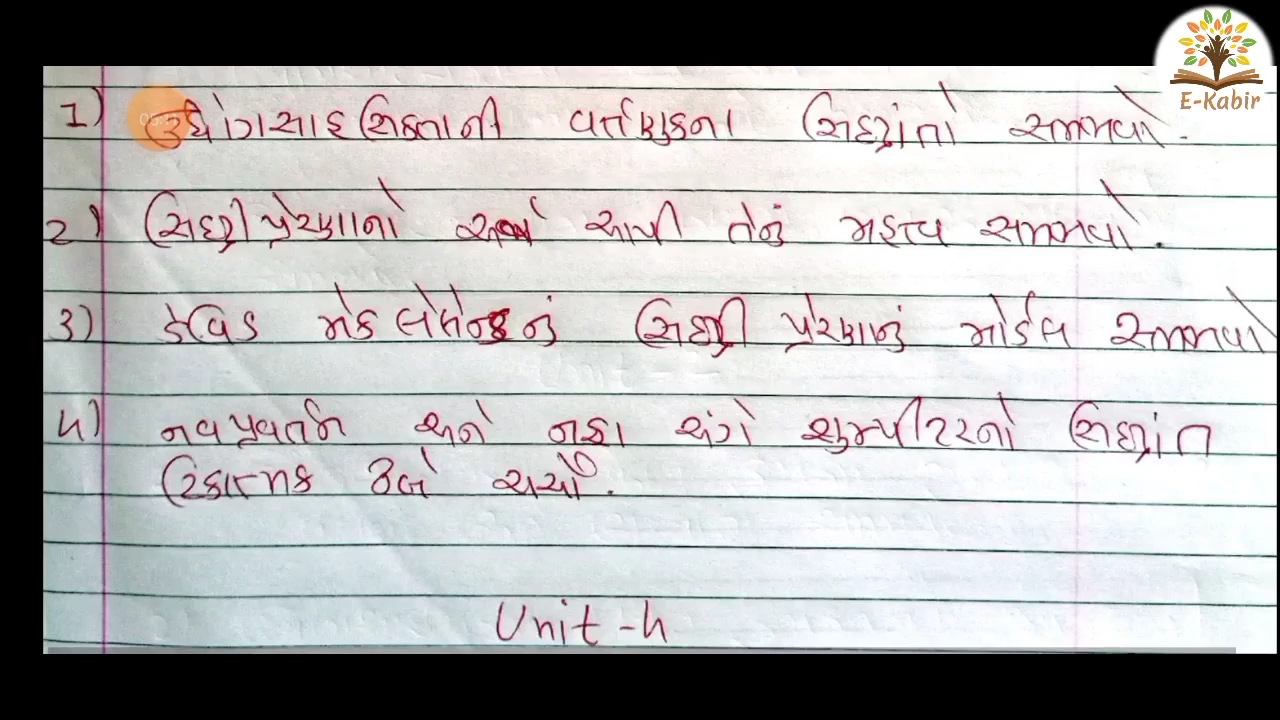 E-Kabir
1) ઉદ્યોગસાહસિકતાની વર્તણુકના સિદ્ધાંતો સમજાવો.
2) સિદ્ધી પ્રેરણાનો અર્થ આપી તેનું મહત્વ સમજાવો.
3) ડેવિડ મેકલેલેન્ડનું સિદ્ધી પ્રેરણાનું મોડેલ સમજાવો
4) નવપ્રવર્તન અને નફા અંગે શુમ્પીટરનો સિદ્ધાંત
ટિકાત્મક રીતે ચર્ચો.
Unit-4